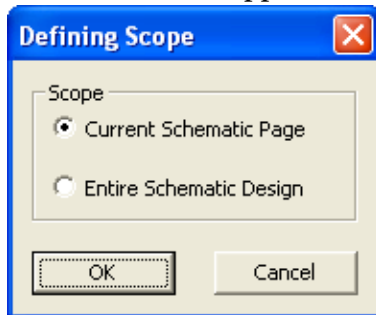 Defining Scope
Scope
Current Schematic Page
Entire Schematic Design
OK
Cancel